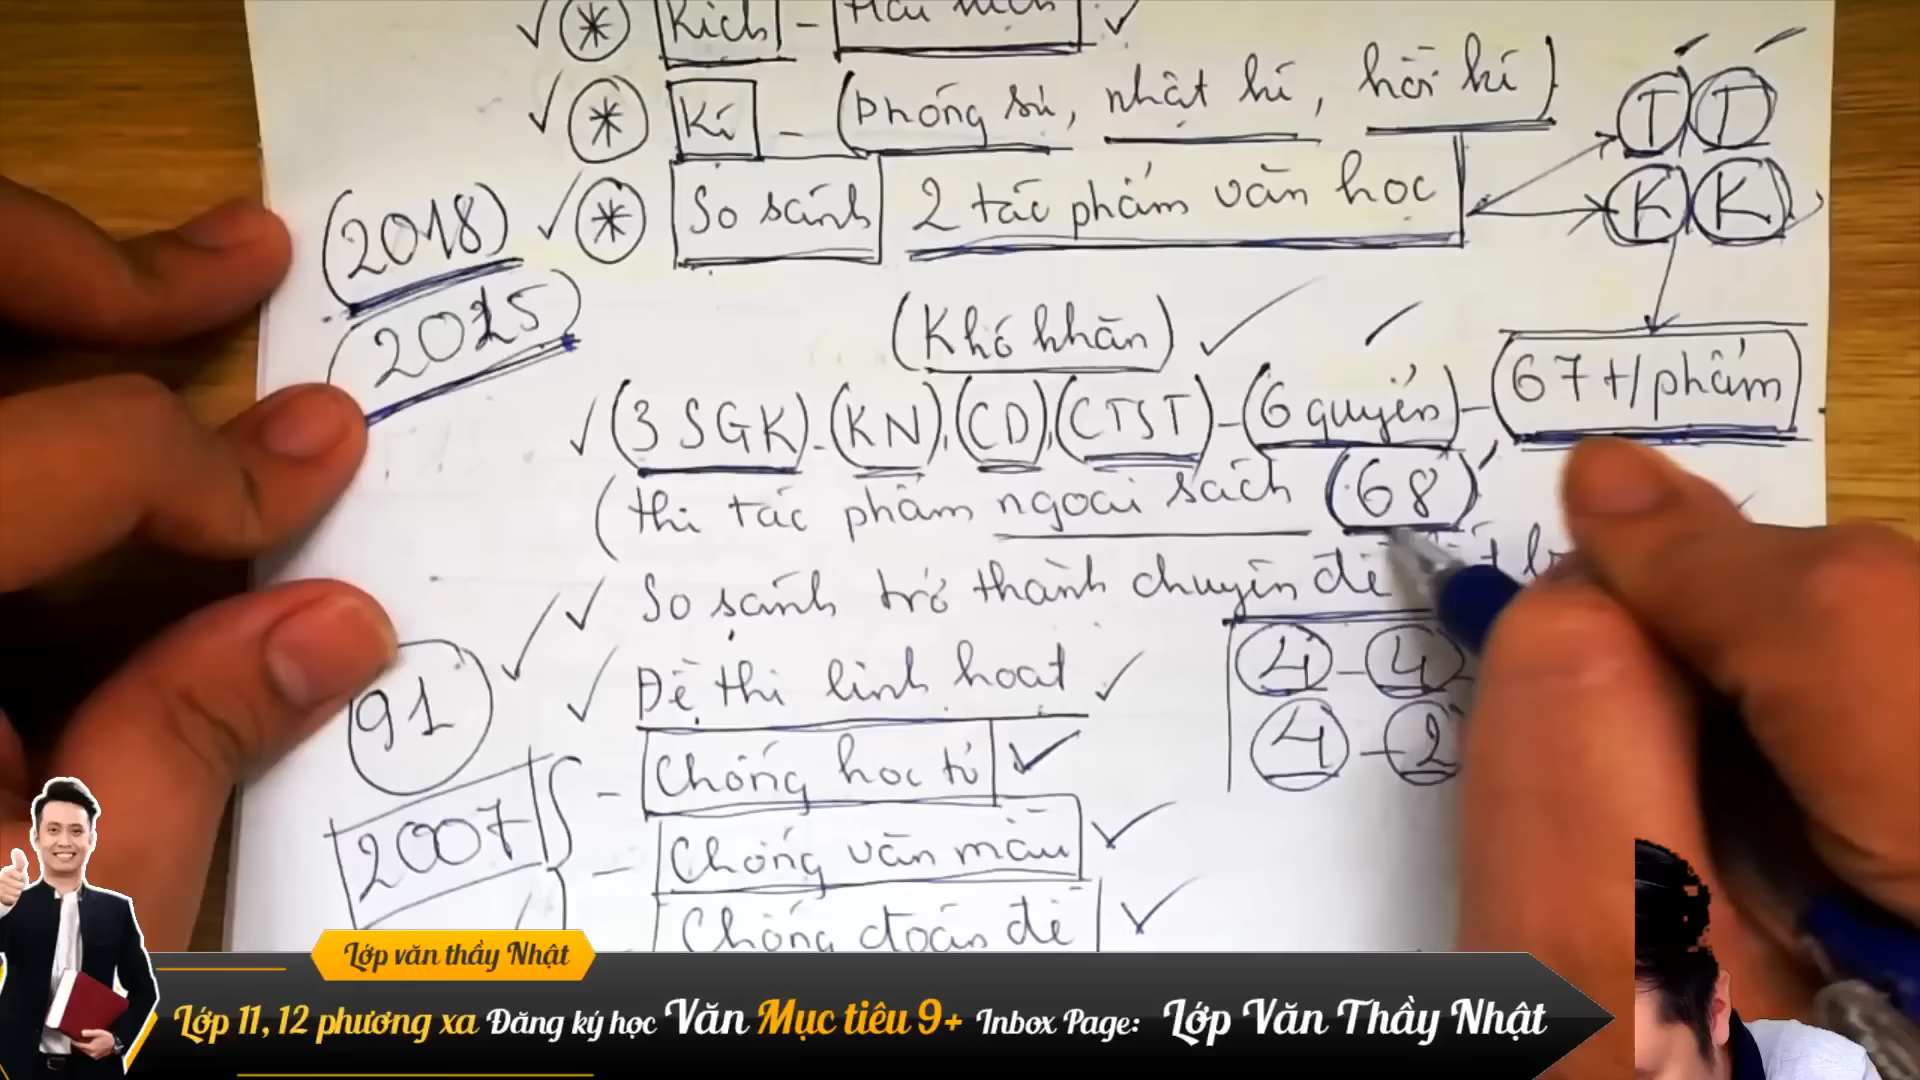 Kịch - Hài kịch
Kí - (phóng sự, nhật kí, hồi kí)
T T
(2018) So sánh 2 tác phẩm văn học
K K
2025
(Khó khăn)
(3 SGK) - (KN), (CD), (CTST) - (6 quyển) - 67 t/phẩm
(thi tác phẩm ngoài sách (68)
So sánh trở thành chuyên đề
91
Đề thi linh hoạt
4 - 4
4 - 2
2007
- Chống học tủ
- Chống văn mẫu
Chống đoán đề
Lớp văn thầy Nhật
Lớp 11, 12 phương xa Đăng ký học Văn Mục tiêu 9+ Inbox Page: Lớp Văn Thầy Nhật